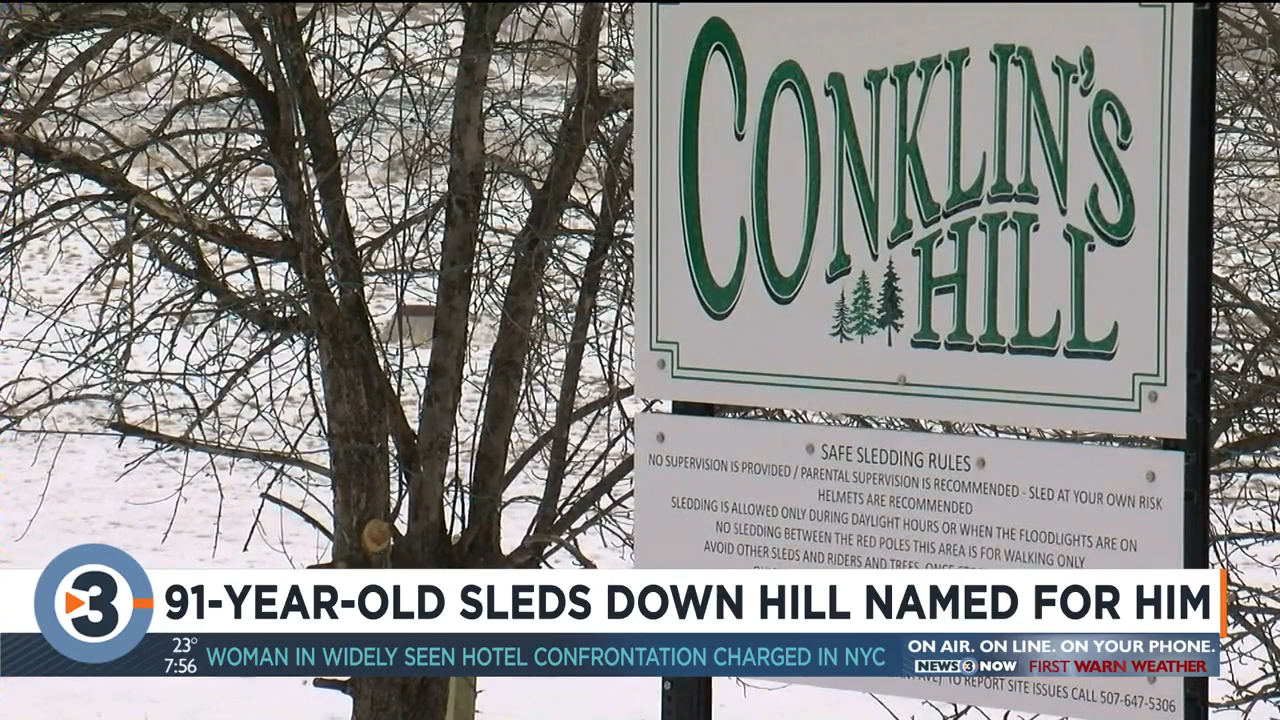 CONKLIN'S
HILL
SAFE SLEDDING RULES
NO SUPERVISION IS PROVIDED / PARENTAL SUPERVISION IS RECOMMENDED - SLED AT YOUR OWN RISK
HELMETS ARE RECOMMENDED
SLEDDING IS ALLOWED ONLY DURING DAYLIGHT HOURS OR WHEN THE FLOODLIGHTS ARE ON
NO SLEDDING BETWEEN THE RED POLES THIS AREA IS FOR WALKING ONLY
AVOID OTHER SLEDS AND RIDERS AND TREES, ONCE
3 91-YEAR-OLD SLEDS DOWN HILL NAMED FOR HIM
23°
7:56
WOMAN IN WIDELY SEEN HOTEL CONFRONTATION CHARGED IN NYC
ON AIR. ON LINE. ON YOUR PHONE.
NEWS 3 NOW FIRST WARN WEATHER
TO REPORT SITE ISSUES CALL 507-647-5306